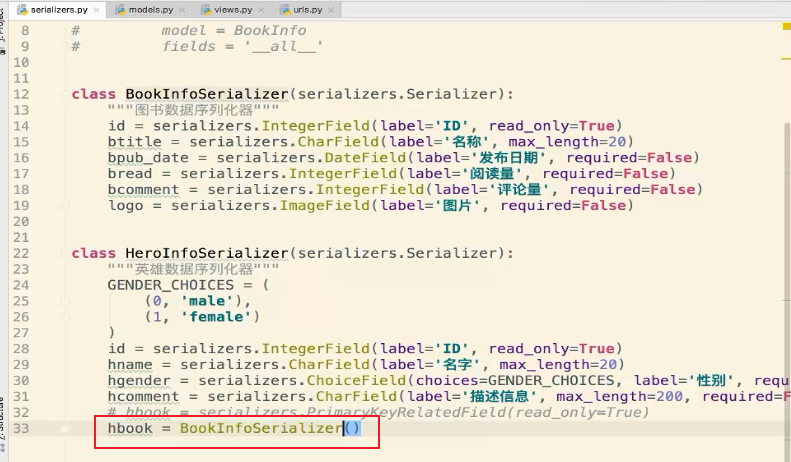 serializers.py × models.py × views.py × urls.py ×
8 # model = BookInfo
9 # fields = '__all__'
10
11
12 class BookInfoSerializer(serializers.Serializer):
13 """图书数据序列化器"""
14 id = serializers.IntegerField(label='ID', read_only=True)
15 btitle = serializers.CharField(label='名称', max_length=20)
16 bpub_date = serializers.DateField(label='发布日期', required=False)
17 bread = serializers.IntegerField(label='阅读量', required=False)
18 bcomment = serializers.IntegerField(label='评论量', required=False)
19 logo = serializers.ImageField(label='图片', required=False)
20
21
22 class HeroInfoSerializer(serializers.Serializer):
23 """英雄数据序列化器"""
24 GENDER_CHOICES = (
25 (0, 'male'),
26 (1, 'female')
27 )
28 id = serializers.IntegerField(label='ID', read_only=True)
29 hname = serializers.CharField(label='名字', max_length=20)
30 hgender = serializers.ChoiceField(choices=GENDER_CHOICES, label='性别', requ
31 hcomment = serializers.CharField(label='描述信息', max_length=200, required=F
32 # hbook = serializers.PrimaryKeyRelatedField(read_only=True)
33 hbook = BookInfoSerializer()